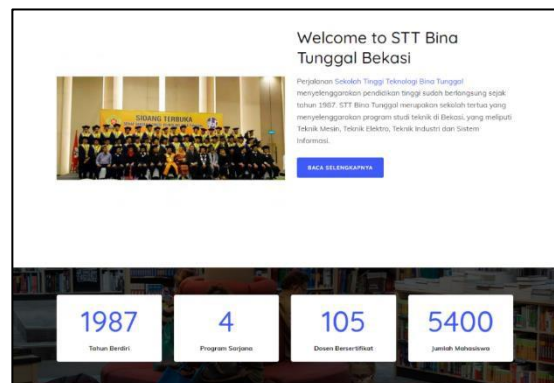 Welcome to STT Bina
Tunggal Bekasi
Perjalanan Sekolah Tinggi Teknologi Bina Tunggal
menyelenggarakan pendidikan tinggi sudah berlangsung sejak
tahun 1987. STT Bina Tunggal merupakan sekolah tertua yang
menyelenggarakan program studi teknik di Bekasi, yang meliputi
Teknik Mesin, Teknik Elektro, Teknik Industri dan Sistem
Informasi.
SIDANG TERBUKA
BACA SELENGKAPNYA
1987
Tahun Berdiri
4
Program Sarjana
105
Dosen Bersertifikat
5400
Jumlah Mahasiswa